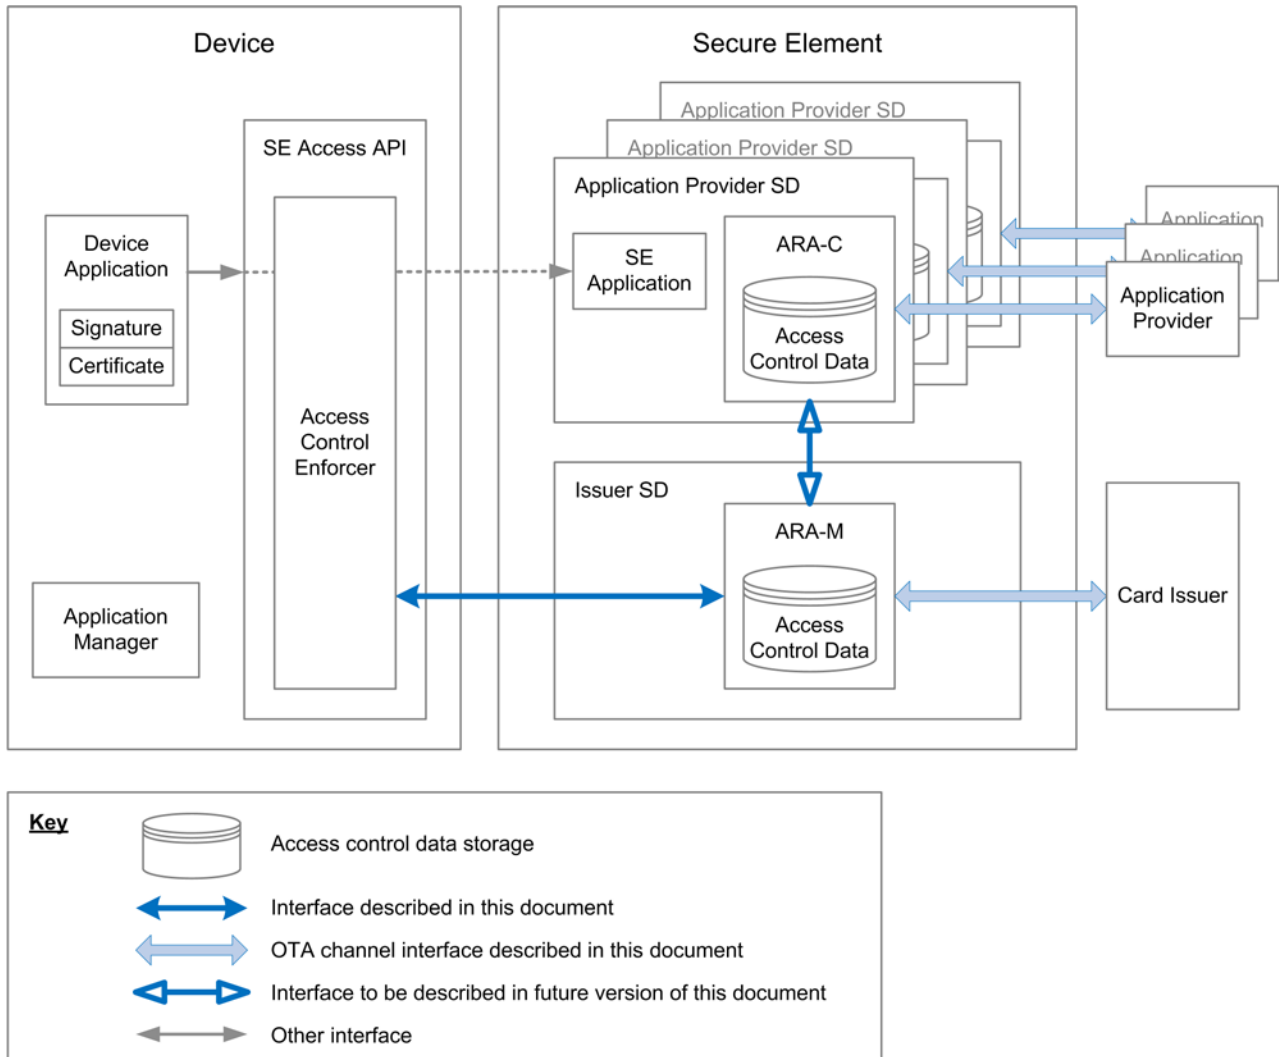 Device
Secure Element
Application Provider SD
Application Provider SD
Application Provider SD
SE Access API
Device
Application
Signature
Certificate
SE
Application
ARA-C
Access
Control Data
Application
Application
Application
Provider
Access
Control
Enforcer
Issuer SD
ARA-M
Access
Control Data
Card Issuer
Application
Manager
Key
Access control data storage
Interface described in this document
OTA channel interface described in this document
Interface to be described in future version of this document
Other interface